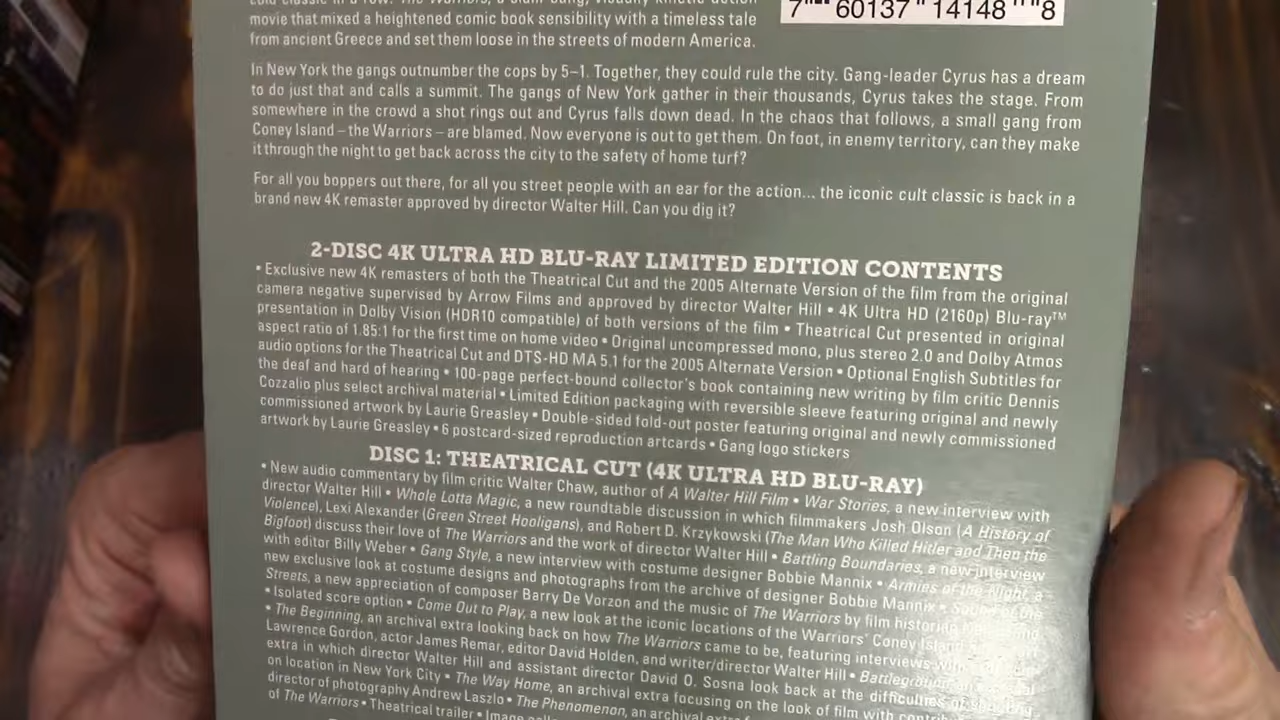 cult classic in a row. The Warriors, a slam-bang, visually kinetic action
movie that mixed a heightened comic book sensibility with a timeless tale
from ancient Greece and set them loose in the streets of modern America.
7 60137 14148 8
In New York the gangs outnumber the cops by 5–1. Together, they could rule the city. Gang-leader Cyrus has a dream
to do just that and calls a summit. The gangs of New York gather in their thousands, Cyrus takes the stage. From
somewhere in the crowd a shot rings out and Cyrus falls down dead. In the chaos that follows, a small gang from
Coney Island – the Warriors – are blamed. Now everyone is out to get them. On foot, in enemy territory, can they make
it through the night to get back across the city to the safety of home turf?
For all you boppers out there, for all you street people with an ear for the action... the iconic cult classic is back in a
brand new 4K remaster approved by director Walter Hill. Can you dig it?
2-DISC 4K ULTRA HD BLU-RAY LIMITED EDITION CONTENTS
• Exclusive new 4K remasters of both the Theatrical Cut and the 2005 Alternate Version of the film from the original
camera negative supervised by Arrow Films and approved by director Walter Hill • 4K Ultra HD (2160p) Blu-ray™
presentation in Dolby Vision (HDR10 compatible) of both versions of the film • Theatrical Cut presented in original
aspect ratio of 1.85:1 for the first time on home video • Original uncompressed mono, plus stereo 2.0 and Dolby Atmos
audio options for the Theatrical Cut and DTS-HD MA 5.1 for the 2005 Alternate Version • Optional English Subtitles for
the deaf and hard of hearing • 100-page perfect-bound collector's book containing new writing by film critic Dennis
Cozzalio plus select archival material • Limited Edition packaging with reversible sleeve featuring original and newly
commissioned artwork by Laurie Greasley • Double-sided fold-out poster featuring original and newly commissioned
artwork by Laurie Greasley • 6 postcard-sized reproduction artcards • Gang logo stickers
DISC 1: THEATRICAL CUT (4K ULTRA HD BLU-RAY)
• New audio commentary by film critic Walter Chaw, author of A Walter Hill Film • War Stories, a new interview with
director Walter Hill • Whole Lotta Magic, a new roundtable discussion in which filmmakers Josh Olson (A History of
Violence), Lexi Alexander (Green Street Hooligans), and Robert D. Krzykowski (The Man Who Killed Hitler and Then the
Bigfoot) discuss their love of The Warriors and the work of director Walter Hill • Battling Boundaries, a new interview
with editor Billy Weber • Gang Style, a new interview with costume designer Bobbie Mannix • Armies of the Night, a
new exclusive look at costume designs and photographs from the archive of designer Bobbie Mannix • Sound of the
Streets, a new appreciation of composer Barry De Vorzon and the music of The Warriors by film historian
• Isolated score option • Come Out to Play, a new look at the iconic locations of the Warriors' Coney Island
• The Beginning, an archival extra looking back on how The Warriors came to be, featuring interviews with
Lawrence Gordon, actor James Remar, editor David Holden, and writer/director Walter Hill • Battleground, an
extra in which director Walter Hill and assistant director David O. Sosna look back at the difficulties of shooting
on location in New York City • The Way Home, an archival extra focusing on the look of film with
director of photography Andrew Laszlo • The Phenomenon, an archival extra
of The Warriors • Theatrical trailer • Image